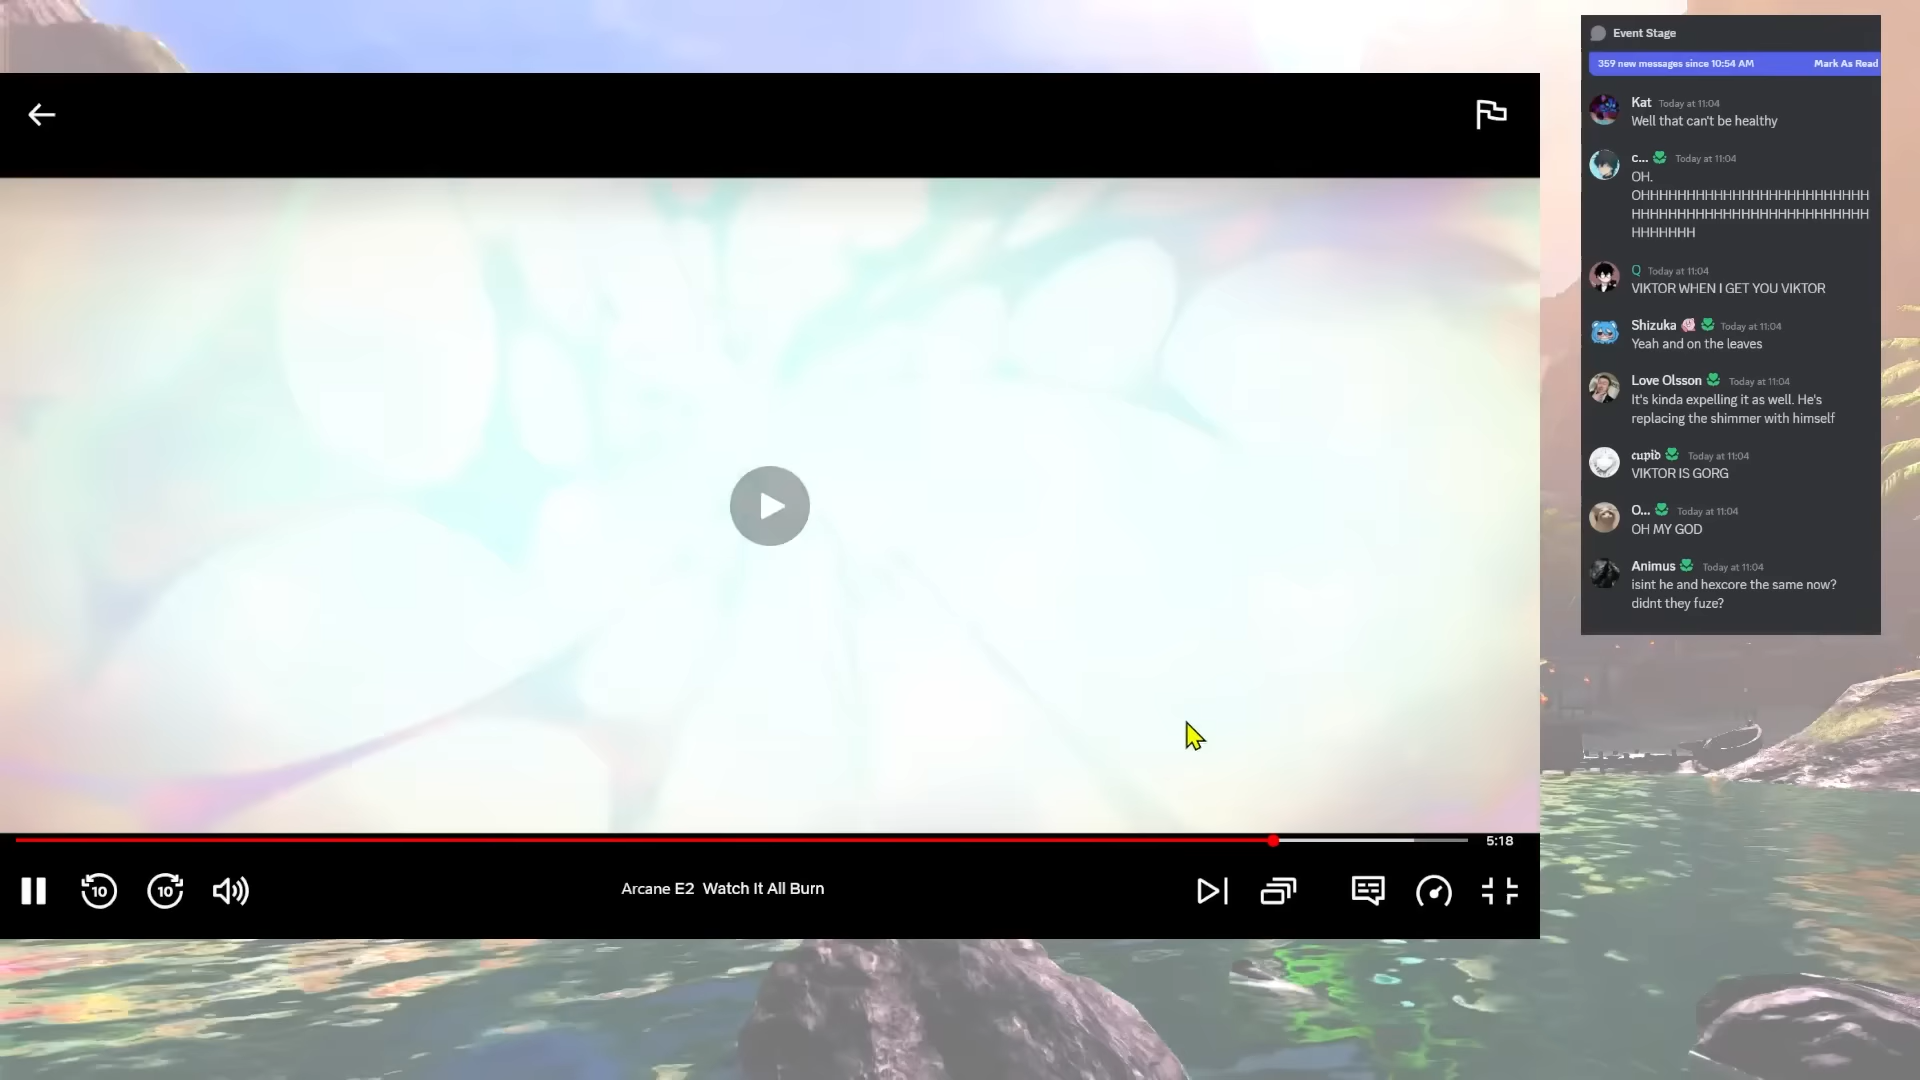 Event Stage
359 new messages since 10:54 AM Mark As Read
Kat Today at 11:04
Well that can't be healthy
c... Today at 11:04
OH.
OHHHHHHHHHHHHHHHHHHHHHHHHH
HHHHHHHHHHHHHHHHHHHHHHHHHH
HHHHHHH
Q Today at 11:04
VIKTOR WHEN I GET YOU VIKTOR
Shizuka Today at 11:04
Yeah and on the leaves
Love Olsson Today at 11:04
It's kinda expelling it as well. He's
replacing the shimmer with himself
cupid Today at 11:04
VIKTOR IS GORG
O... Today at 11:04
OH MY GOD
Animus Today at 11:04
isint he and hexcore the same now?
didnt they fuze?
5:18
10 10 Arcane E2 Watch It All Burn